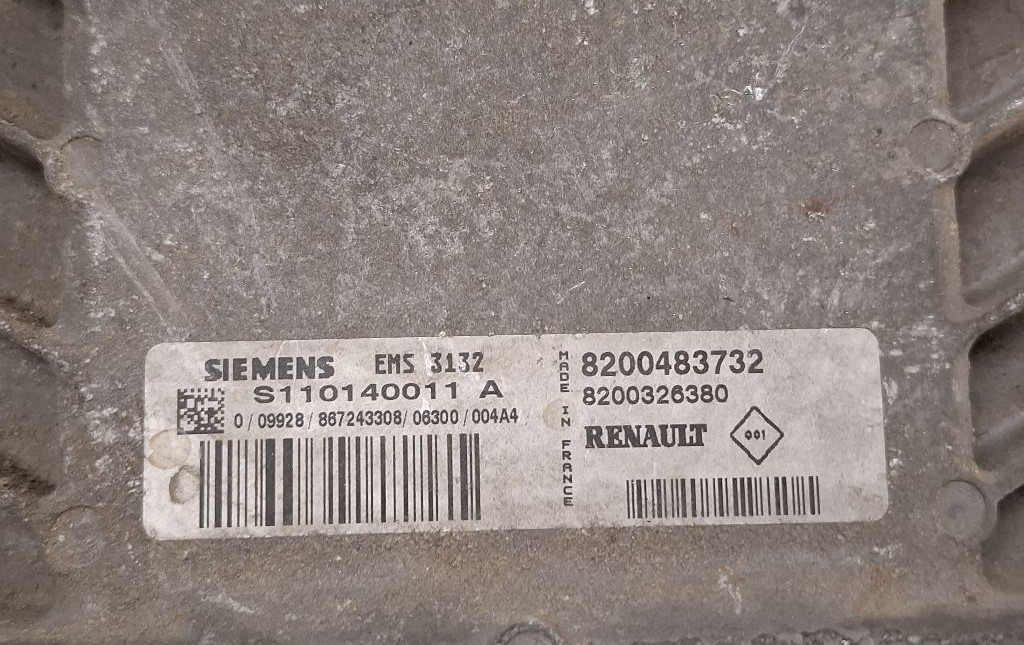 SIEMENS EMS 3132
S110140011 A
0/09928/867243308/06300/004A4
MADE IN FRANCE
8200483732
8200326380
RENAULT
001